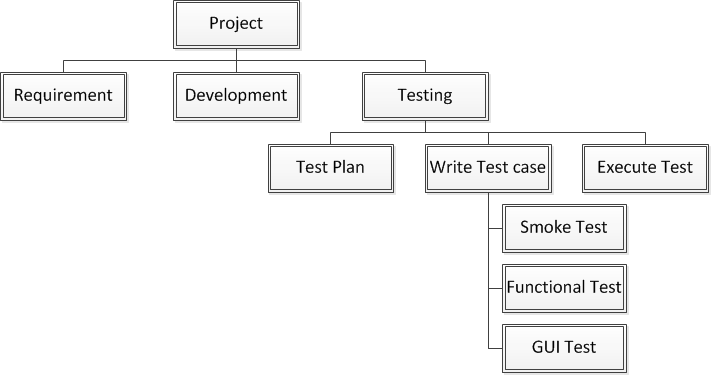 Project
Requirement
Development
Testing
Test Plan
Write Test case
Execute Test
Smoke Test
Functional Test
GUI Test